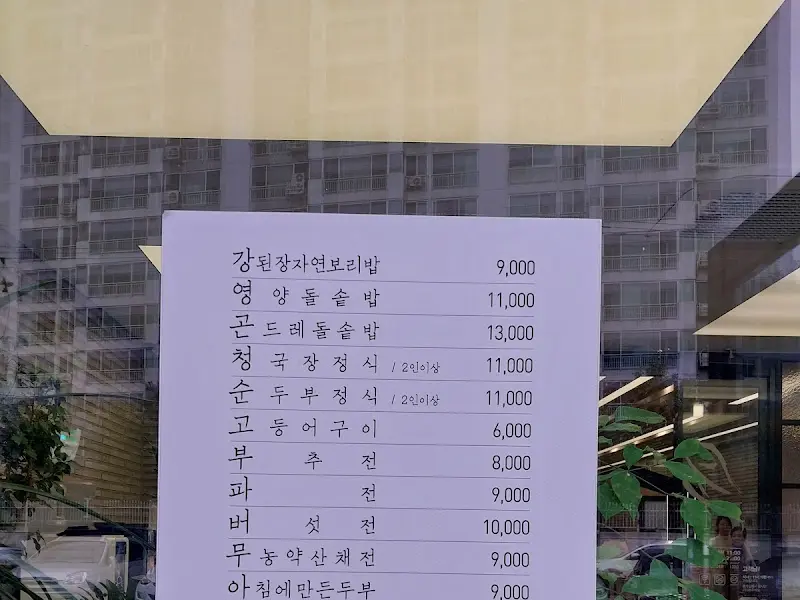 강된장자연보리밥 9,000
영양돌솥밥 11,000
곤드레돌솥밥 13,000
청국장정식 / 2인이상 11,000
순두부정식 / 2인이상 11,000
고등어구이 6,000
부추전 8,000
파전 9,000
버섯전 10,000
무농약산채전 9,000
아침에만든두부 9,000